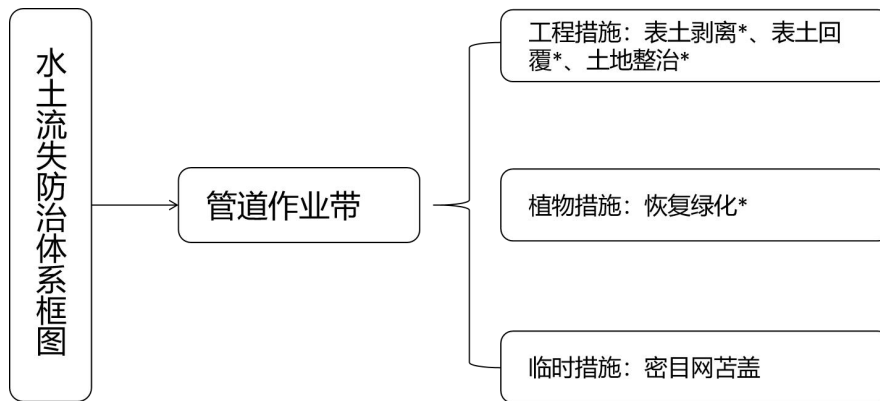 水土流失防治体系框图
管道作业带
工程措施：表土剥离*、表土回
覆*、土地整治*
植物措施：恢复绿化*
临时措施：密目网苫盖